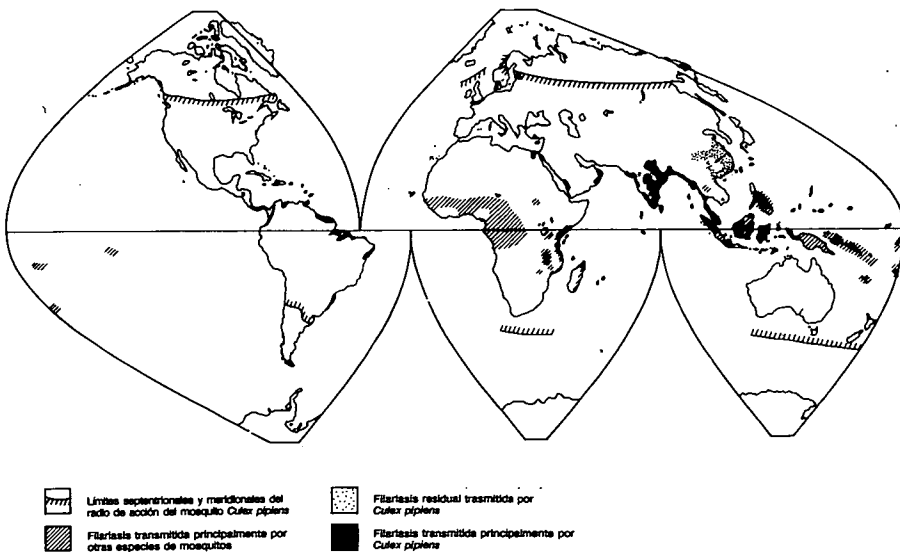 Límites septentrionales y meridionales del
radio de acción del mosquito Culex pipiens
Filariasis transmitida principalmente por
otras especies de mosquitos
Filariasis residual trasmitida por
Culex pipiens
Filariasis transmitida principalmente por
Culex pipiens